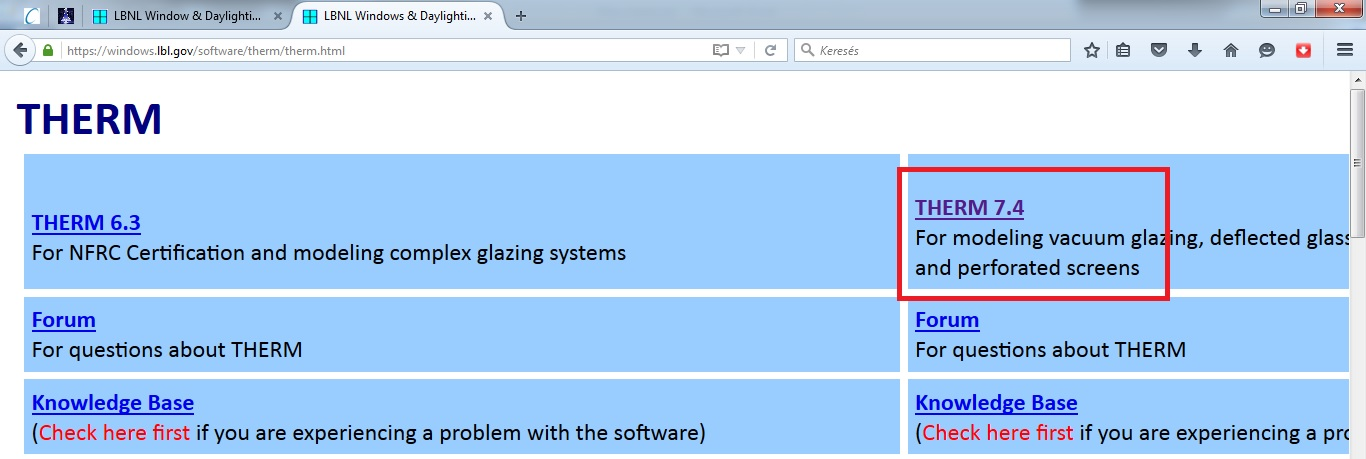 LBNL Window & Daylighti...
LBNL Windows & Daylighti...
https://windows.lbl.gov/software/therm/therm.html
Keresés
THERM
THERM 6.3
For NFRC Certification and modeling complex glazing systems
THERM 7.4
For modeling vacuum glazing, deflected glass
and perforated screens
Forum
For questions about THERM
Forum
For questions about THERM
Knowledge Base
(Check here first if you are experiencing a problem with the software)
Knowledge Base
(Check here first if you are experiencing a pro